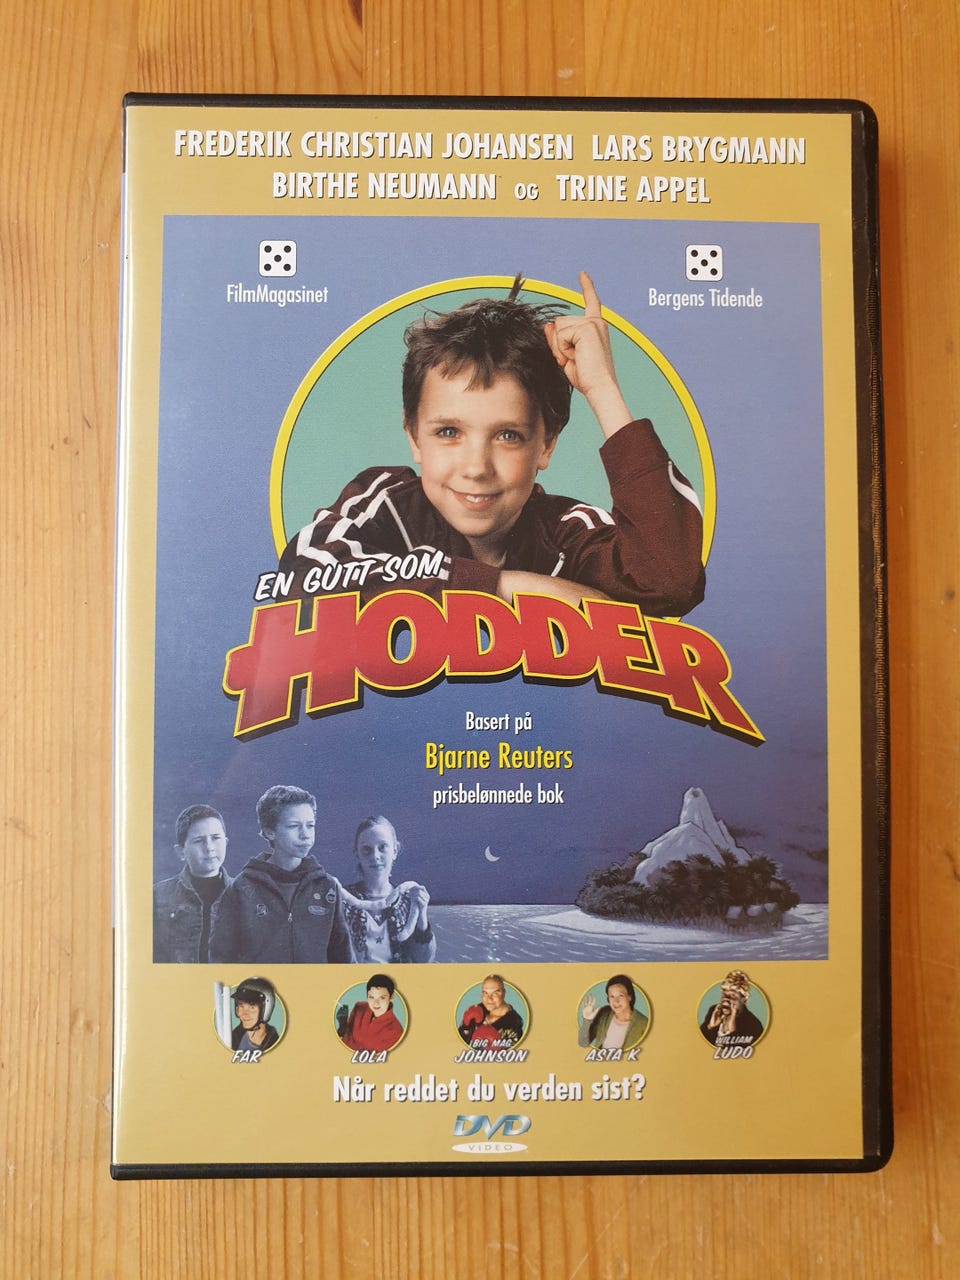 FREDERIK CHRISTIAN JOHANSEN LARS BRYGMANN
BIRTHE NEUMANN OG TRINE APPEL
FilmMagasinet
Bergens Tidende
EN GUTT SOM
HODDER
Basert på
Bjarne Reuters
prisbelønnede bok
FAR
LOLA
BIG MAG
JOHNSON
ASTA K
WILLIAM
LUDO
Når reddet du verden sist?
DVD
VIDEO